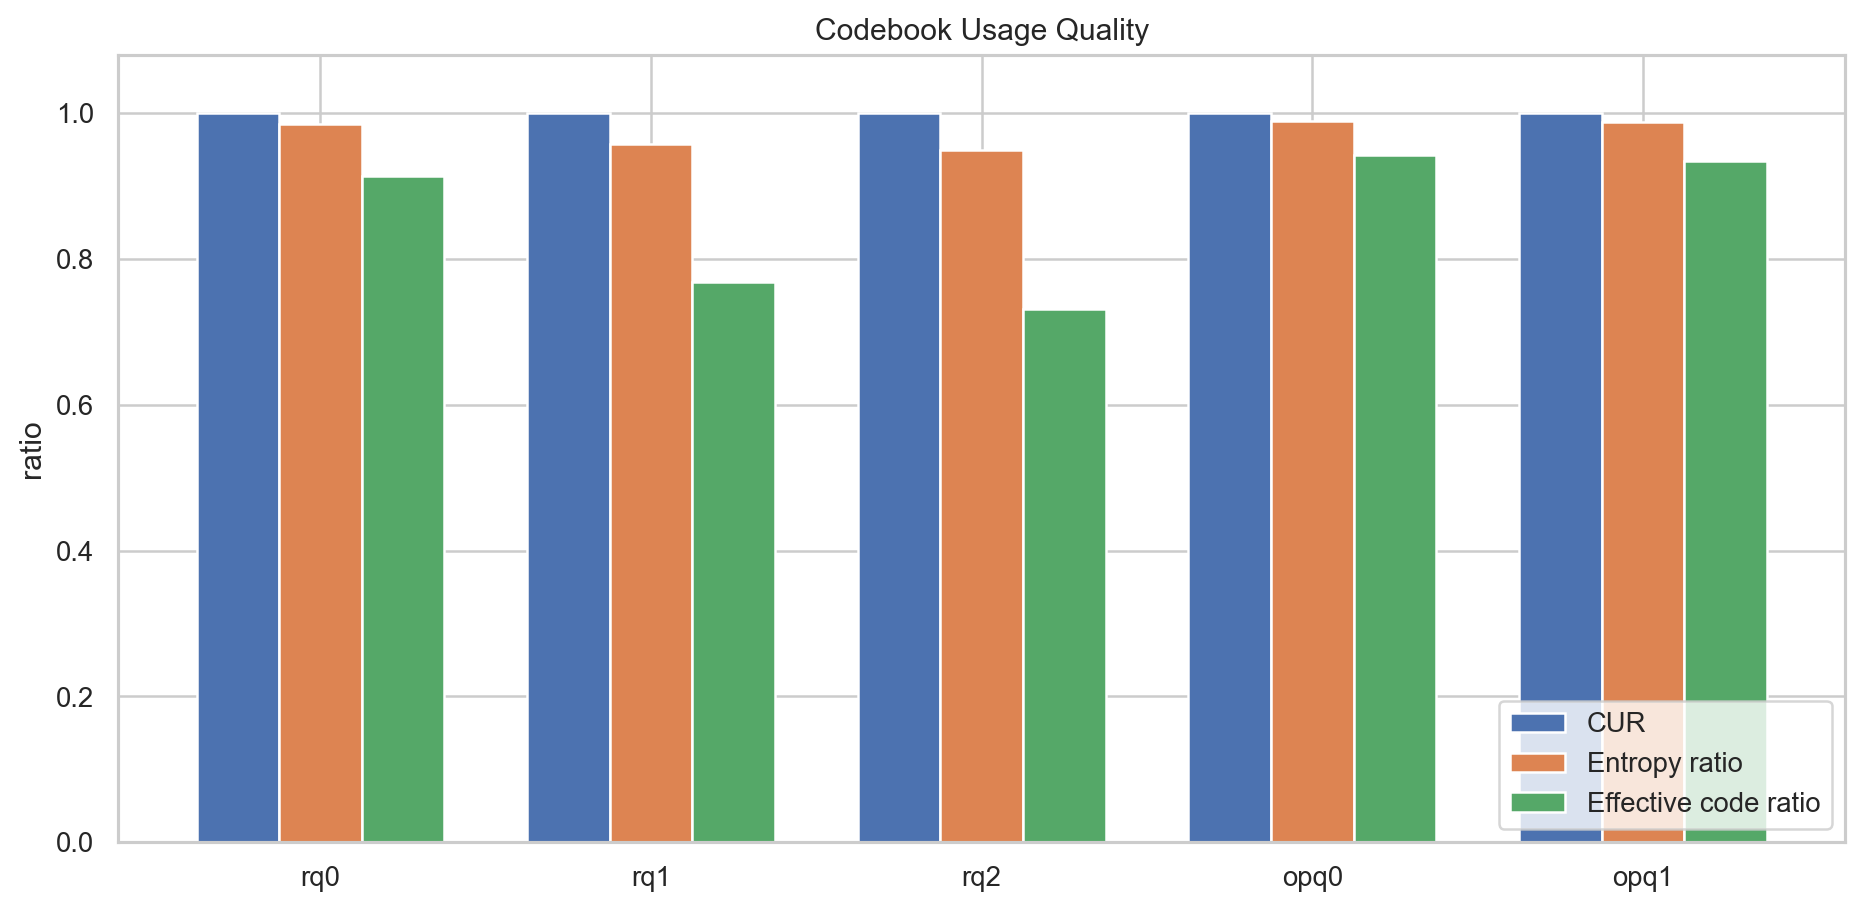 Codebook Usage Quality
ratio
1.0
0.8
0.6
0.4
0.2
0.0
rq0
rq1
rq2
opq0
opq1
CUR
Entropy ratio
Effective code ratio